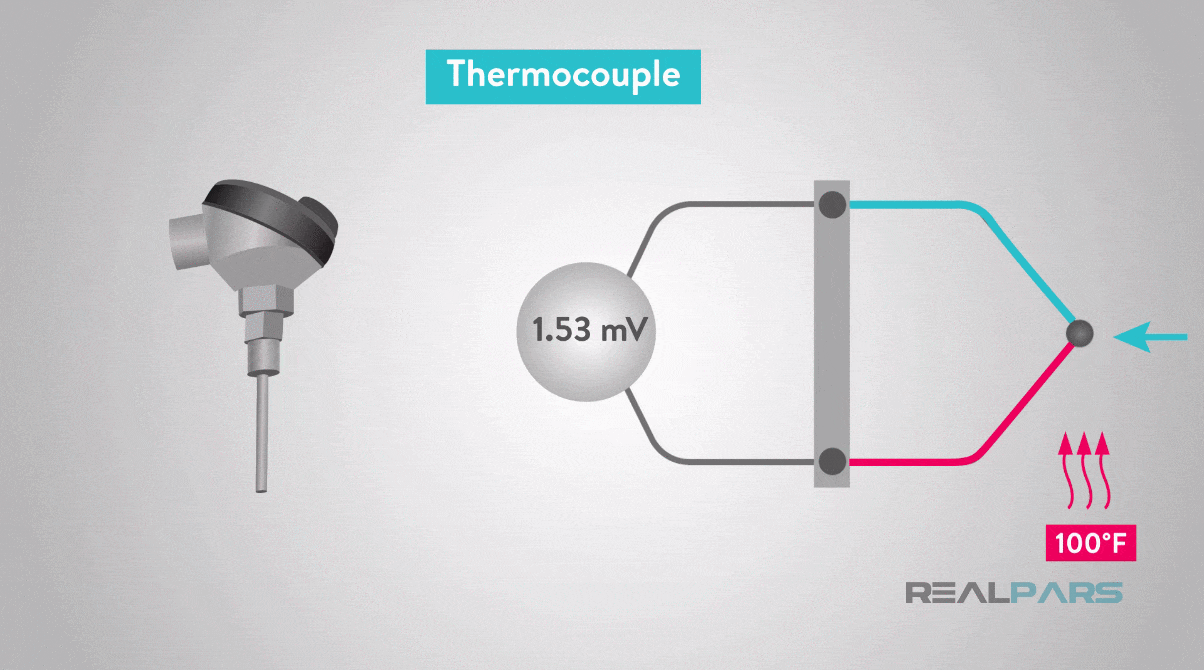 Thermocouple
1.53 mV
100°F
REALPARS